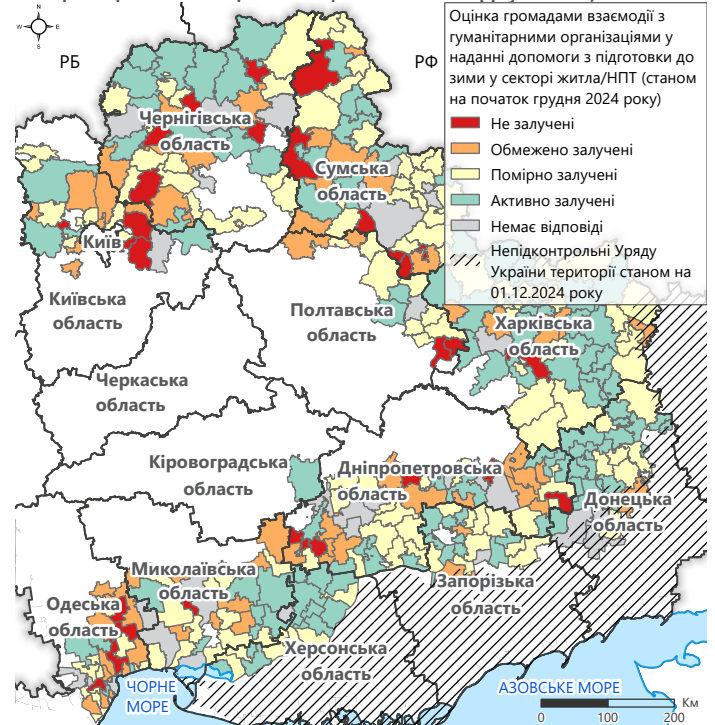 N
W
E
S
РБ
РФ
Оцінка громадами взаємодії з
гуманітарними організаціями у
наданні допомоги з підготовки до
зими у секторі житла/НПТ (станом
на початок грудня 2024 року)
Не залучені
Обмежено залучені
Помірно залучені
Активно залучені
Немає відповіді
Непідконтрольні Уряду
України території станом на
01.12.2024 року
Чернігівська
область
Сумська
область
Київ
Київська
область
Полтавська
область
Харківська
область
Черкаська
область
Кіровоградська
область
Дніпропетровська
область
Донецька
область
Миколаївська
область
Запорізька
область
Одеська
область
Херсонська
область
ЧОРНЕ
МОРЕ
АЗОВСЬКЕ МОРЕ
Км
0 100 200